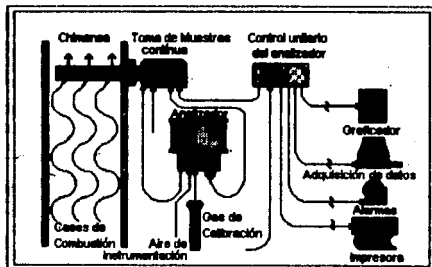 Chimenea
Toma de Muestras
continua
Control unitario
del analizador
Analizador
Graficador
Adquisición de datos
Alarmas
Impresora
Gases de
Combustión
Aire de
instrumentación
Gas de
Calibración